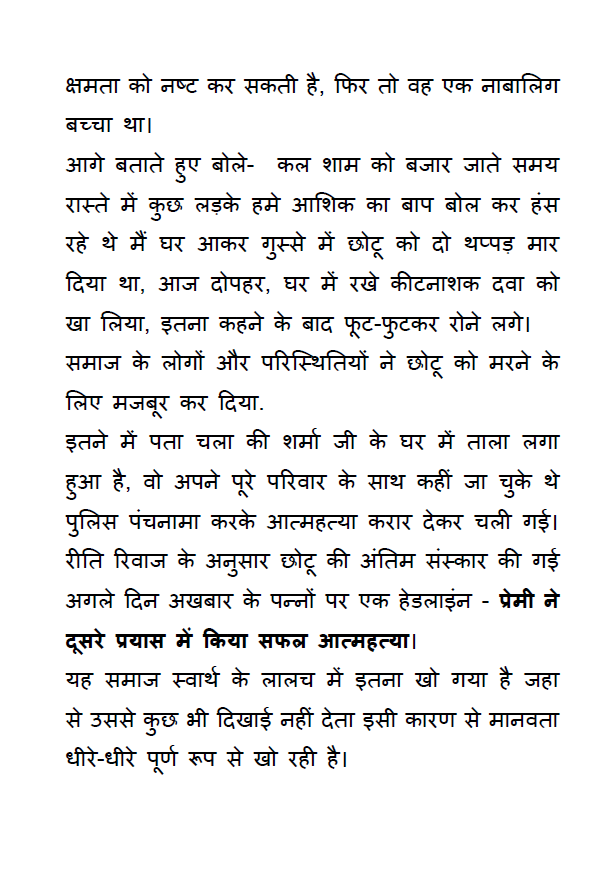 क्षमता को नष्ट कर सकती है, फिर तो वह एक नाबालिग
बच्चा था।
आगे बताते हुए बोले- कल शाम को बजार जाते समय
रास्ते में कुछ लड़के हमे आशिक का बाप बोल कर हंस
रहे थे मैं घर आकर गुस्से में छोटू को दो थप्पड़ मार
दिया था, आज दोपहर, घर में रखे कीटनाशक दवा को
खा लिया, इतना कहने के बाद फूट-फुटकर रोने लगे।
समाज के लोगों और परिस्थितियों ने छोटू को मरने के
लिए मजबूर कर दिया.
इतने में पता चला की शर्मा जी के घर में ताला लगा
हुआ है, वो अपने पूरे परिवार के साथ कहीं जा चुके थे
पुलिस पंचनामा करके आत्महत्या करार देकर चली गई।
रीति रिवाज के अनुसार छोटू की अंतिम संस्कार की गई
अगले दिन अखबार के पन्नों पर एक हेडलाइंन - प्रेमी ने
दूसरे प्रयास में किया सफल आत्महत्या।
यह समाज स्वार्थ के लालच में इतना खो गया है जहा
से उससे कुछ भी दिखाई नहीं देता इसी कारण से मानवता
धीरे-धीरे पूर्ण रूप से खो रही है।